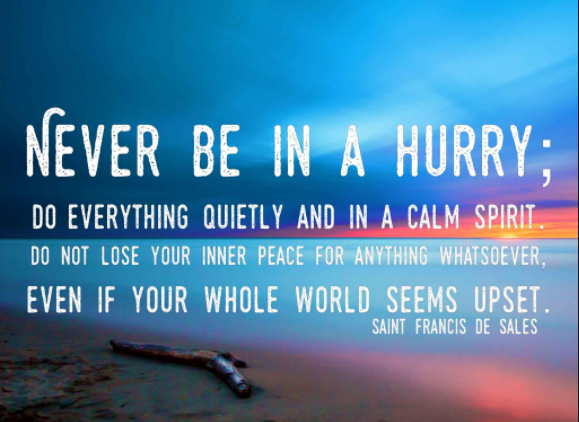 NEVER BE IN A HURRY;
DO EVERYTHING QUIETLY AND IN A CALM SPIRIT.
DO NOT LOSE YOUR INNER PEACE FOR ANYTHING WHATSOEVER,
EVEN IF YOUR WHOLE WORLD SEEMS UPSET.
SAINT FRANCIS DE SALES